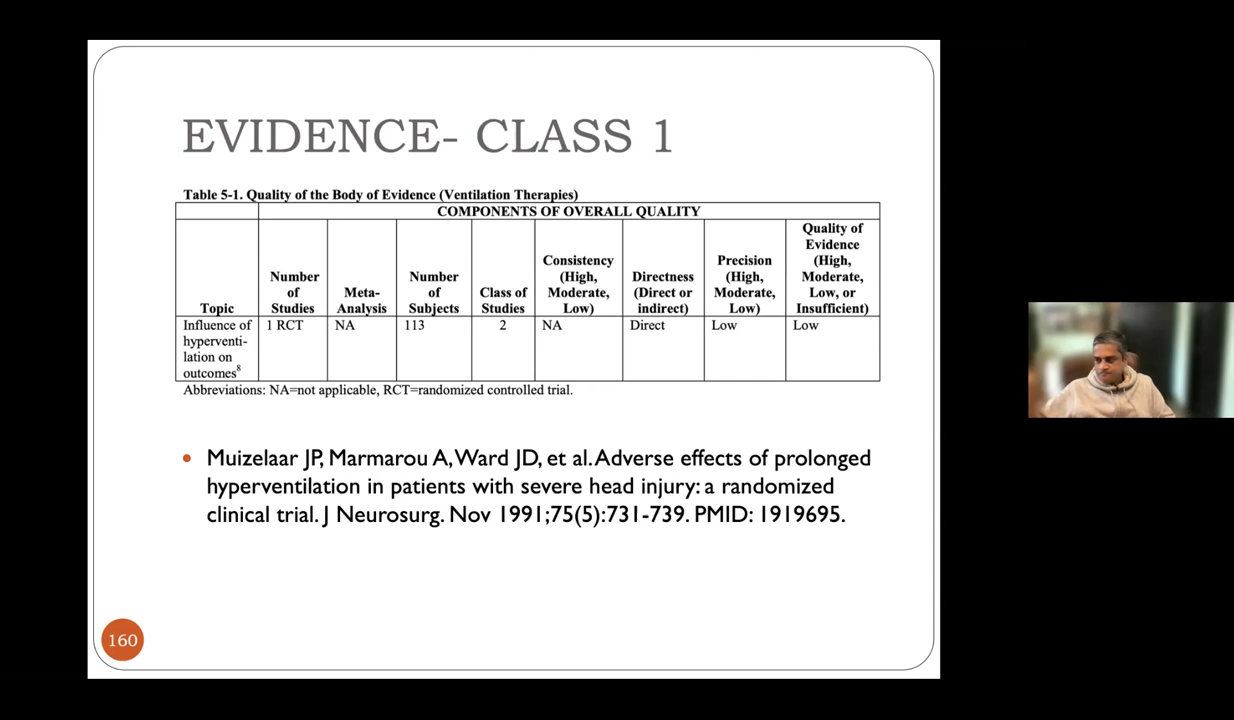 EVIDENCE- CLASS 1
Table 5-1. Quality of the Body of Evidence (Ventilation Therapies)
COMPONENTS OF OVERALL QUALITY
Topic
Number of Studies
Meta-Analysis
Number of Subjects
Class of Studies
Consistency (High, Moderate, Low)
Directness (Direct or indirect)
Precision (High, Moderate, Low)
Quality of Evidence (High, Moderate, Low, or Insufficient)
Influence of hyperventi-lation on outcomes8
1 RCT
NA
113
2
NA
Direct
Low
Low
Abbreviations: NA=not applicable, RCT=randomized controlled trial.
• Muizelaar JP, Marmarou A, Ward JD, et al. Adverse effects of prolonged
hyperventilation in patients with severe head injury: a randomized
clinical trial. J Neurosurg. Nov 1991;75(5):731-739. PMID: 1919695.
160